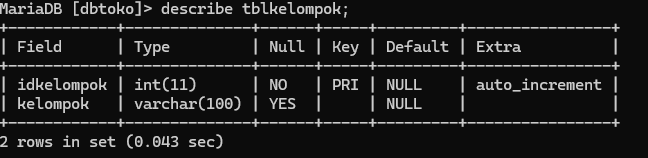 MariaDB [dbtoko]> describe tblkelompok;
+------------+--------------+------+-----+---------+----------------+
| Field      | Type         | Null | Key | Default | Extra          |
+------------+--------------+------+-----+---------+----------------+
| idkelompok | int(11)      | NO   | PRI | NULL    | auto_increment |
| kelompok   | varchar(100) | YES  |     | NULL    |                |
+------------+--------------+------+-----+---------+----------------+
2 rows in set (0.043 sec)